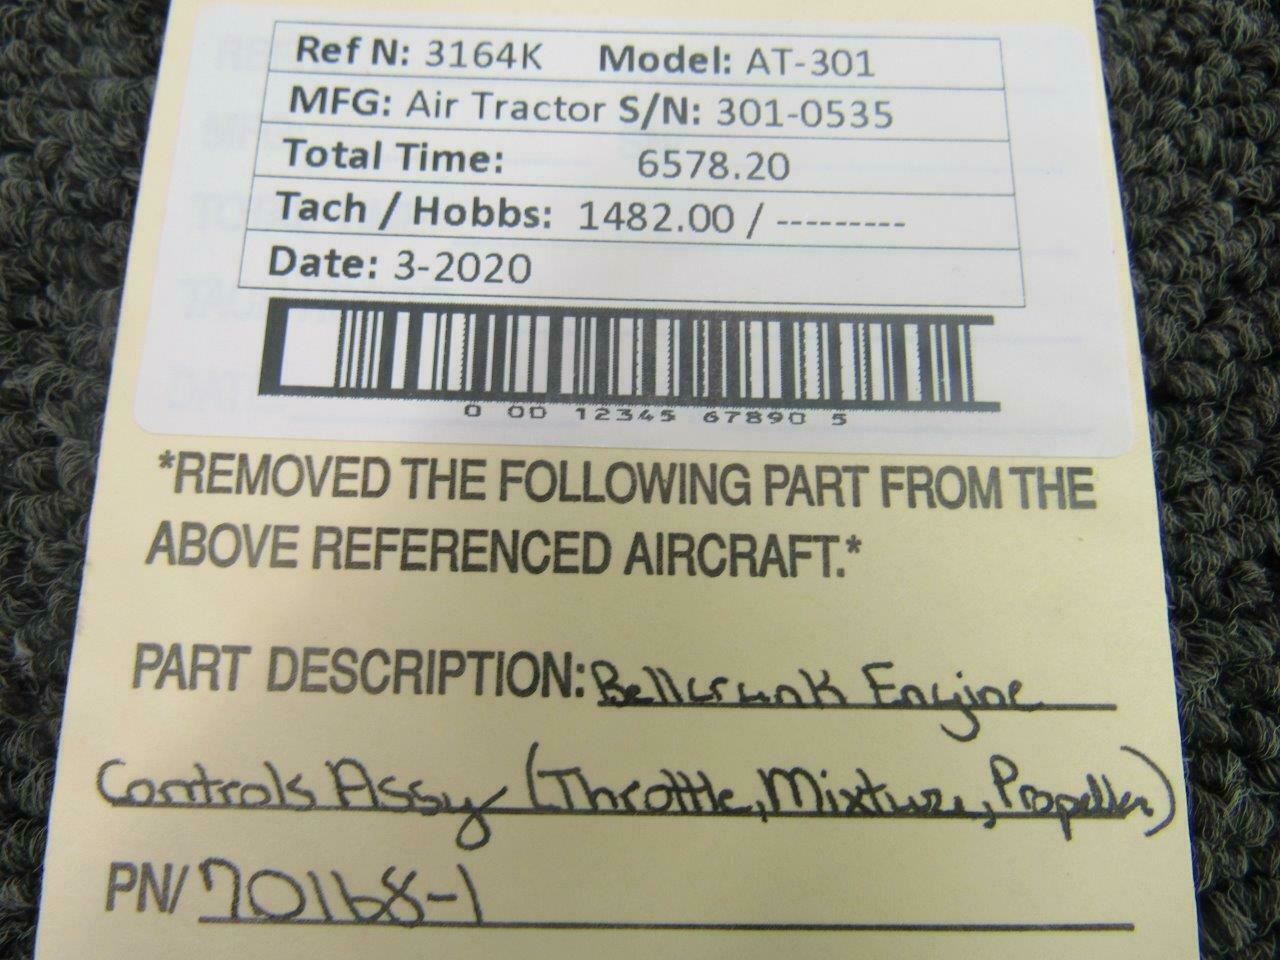 Ref N: 3164K Model: AT-301
MFG: Air Tractor S/N: 301-0535
Total Time: 6578.20
Tach / Hobbs: 1482.00 / ---------
Date: 3-2020
0 00 12345 67890 5
*REMOVED THE FOLLOWING PART FROM THE
ABOVE REFERENCED AIRCRAFT.*
PART DESCRIPTION: Bellcrank Engine
Controls Assy (Throttle, Mixture, Propeller)
PN/ 70168-1